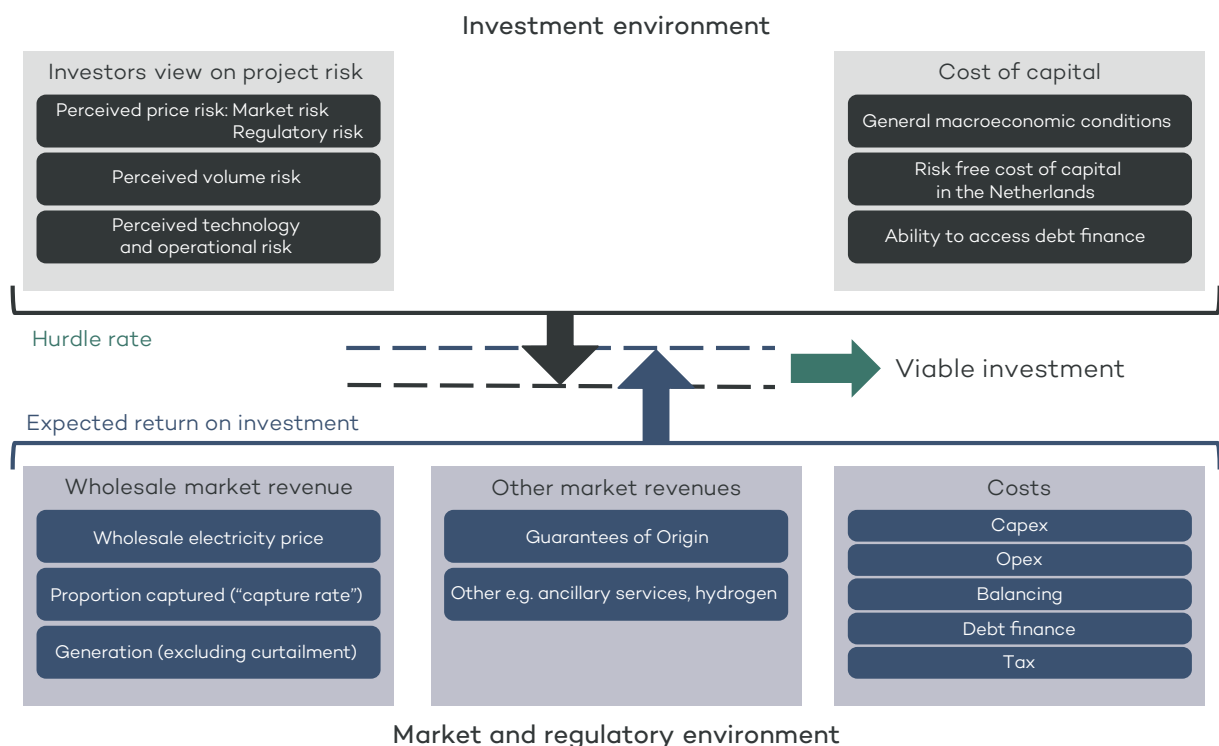 Investment environment
Investors view on project risk
Perceived price risk: Market risk
Regulatory risk
Perceived volume risk
Perceived technology
and operational risk
Cost of capital
General macroeconomic conditions
Risk free cost of capital
in the Netherlands
Ability to access debt finance
Hurdle rate
Viable investment
Expected return on investment
Wholesale market revenue
Wholesale electricity price
Proportion captured (“capture rate”)
Generation (excluding curtailment)
Other market revenues
Guarantees of Origin
Other e.g. ancillary services, hydrogen
Costs
Capex
Opex
Balancing
Debt finance
Tax
Market and regulatory environment